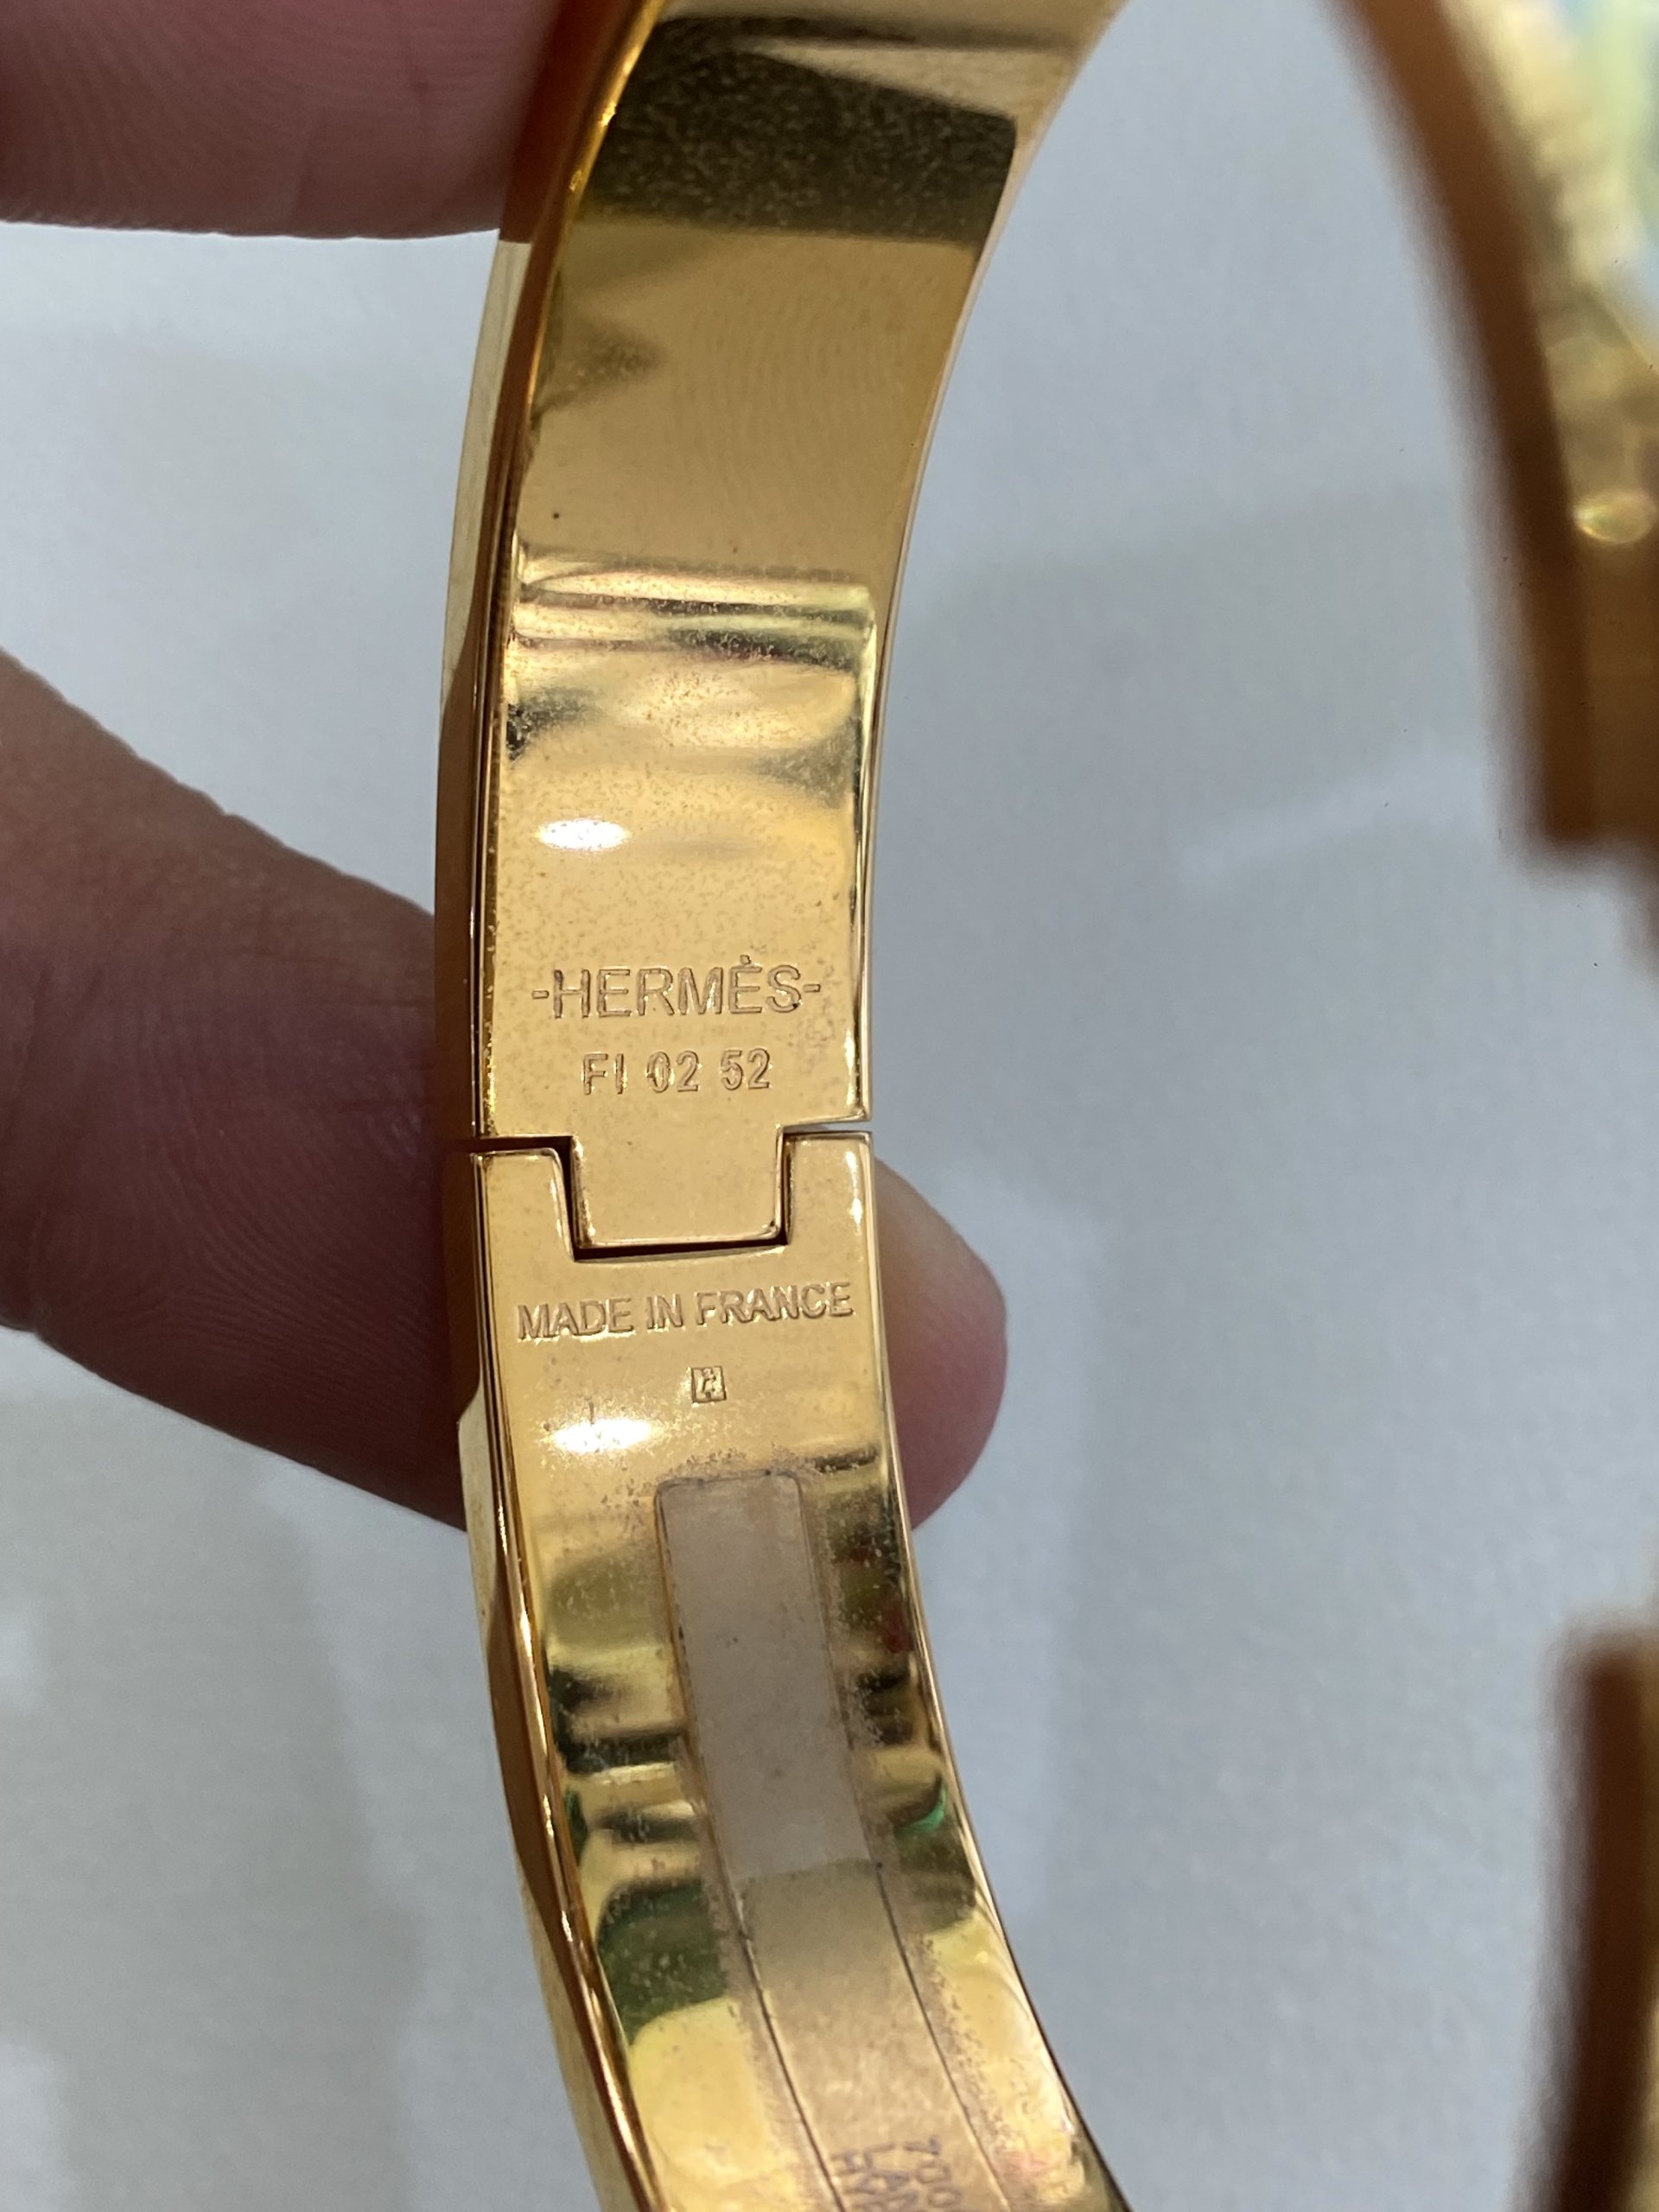 -HERMÈS-
FI 02 52
MADE IN FRANCE